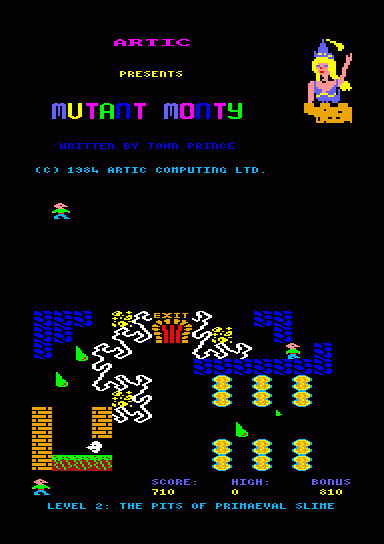 ARTIC
PRESENTS
MUTANT MONTY
WRITTEN BY JOHN PRINCE
(C) 1984 ARTIC COMPUTING LTD.
EXIT
SCORE: HIGH: BONUS
710 0 810
LEVEL 2: THE PITS OF PRIMAEVAL SLIME